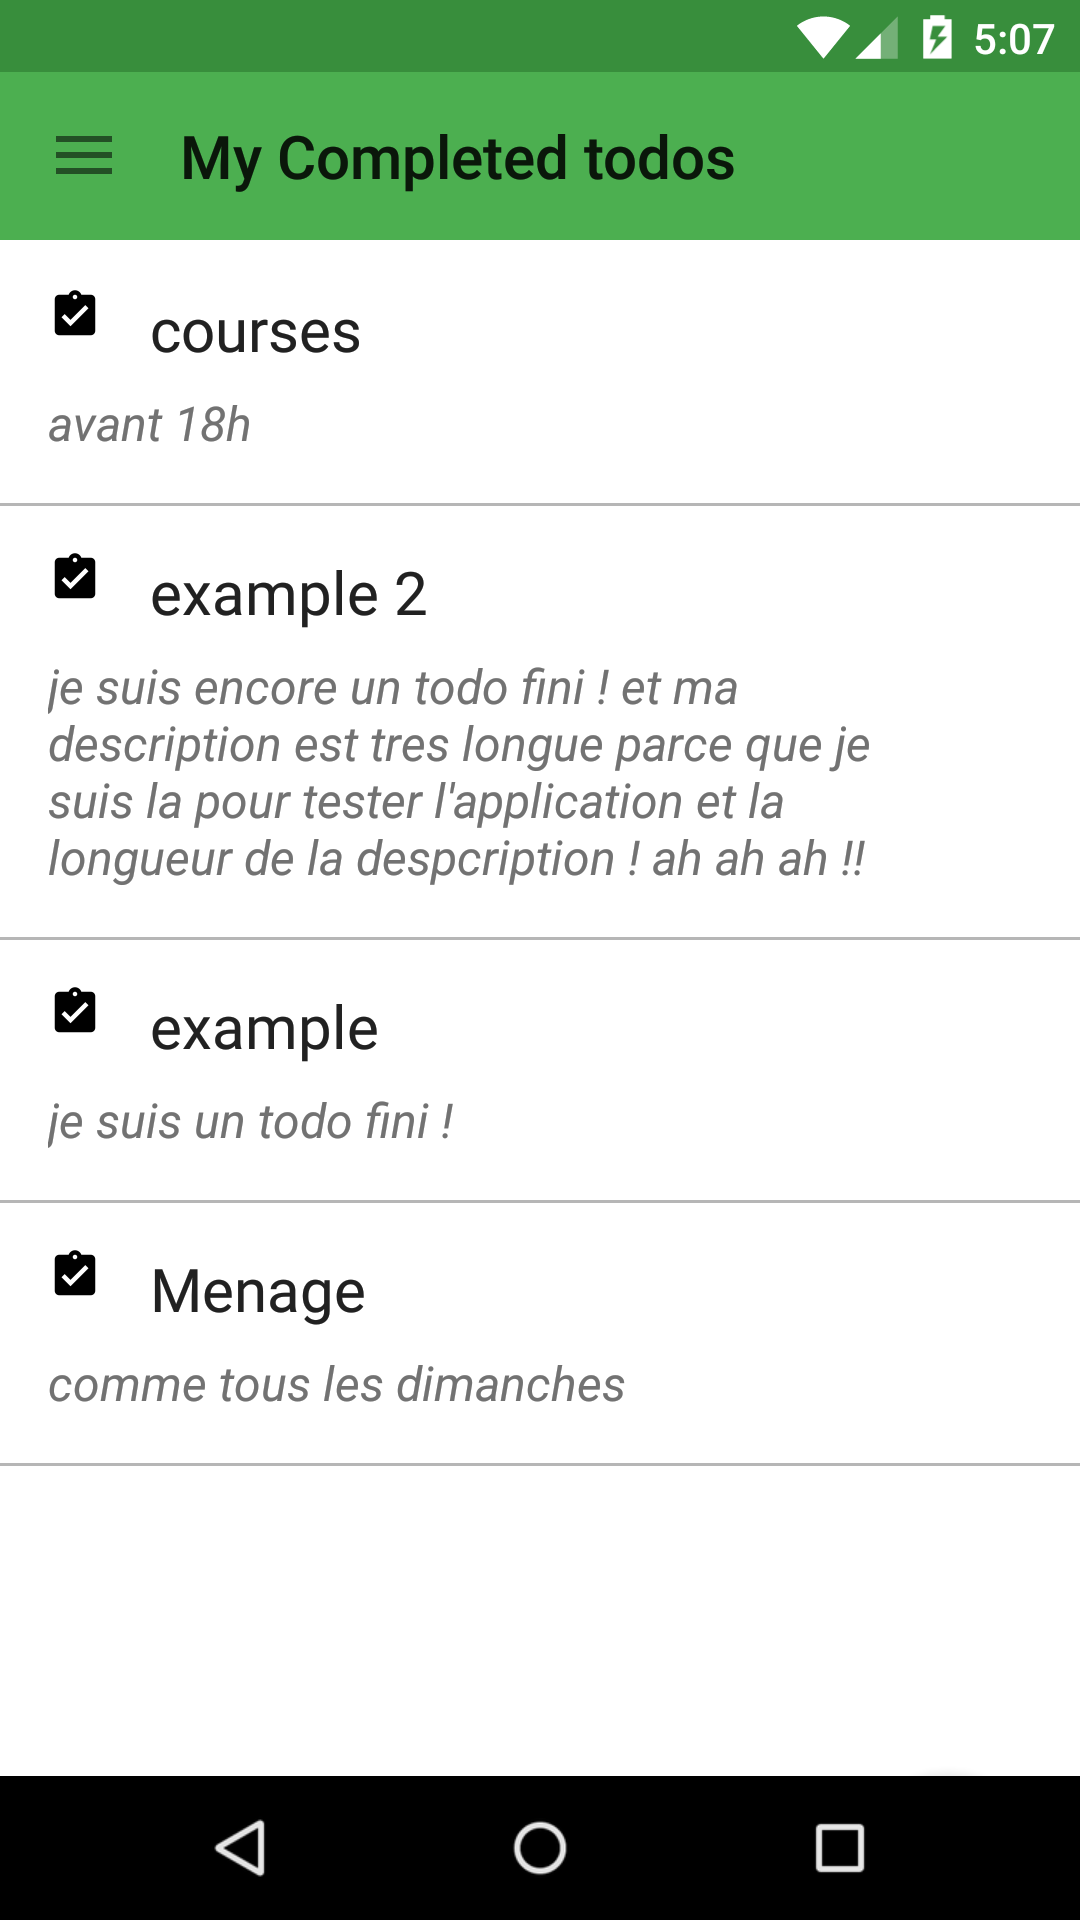 5:07
My Completed todos
courses
avant 18h
example 2
je suis encore un todo fini ! et ma
description est tres longue parce que je
suis la pour tester l'application et la
longueur de la despcription ! ah ah ah !!
example
je suis un todo fini !
Menage
comme tous les dimanches